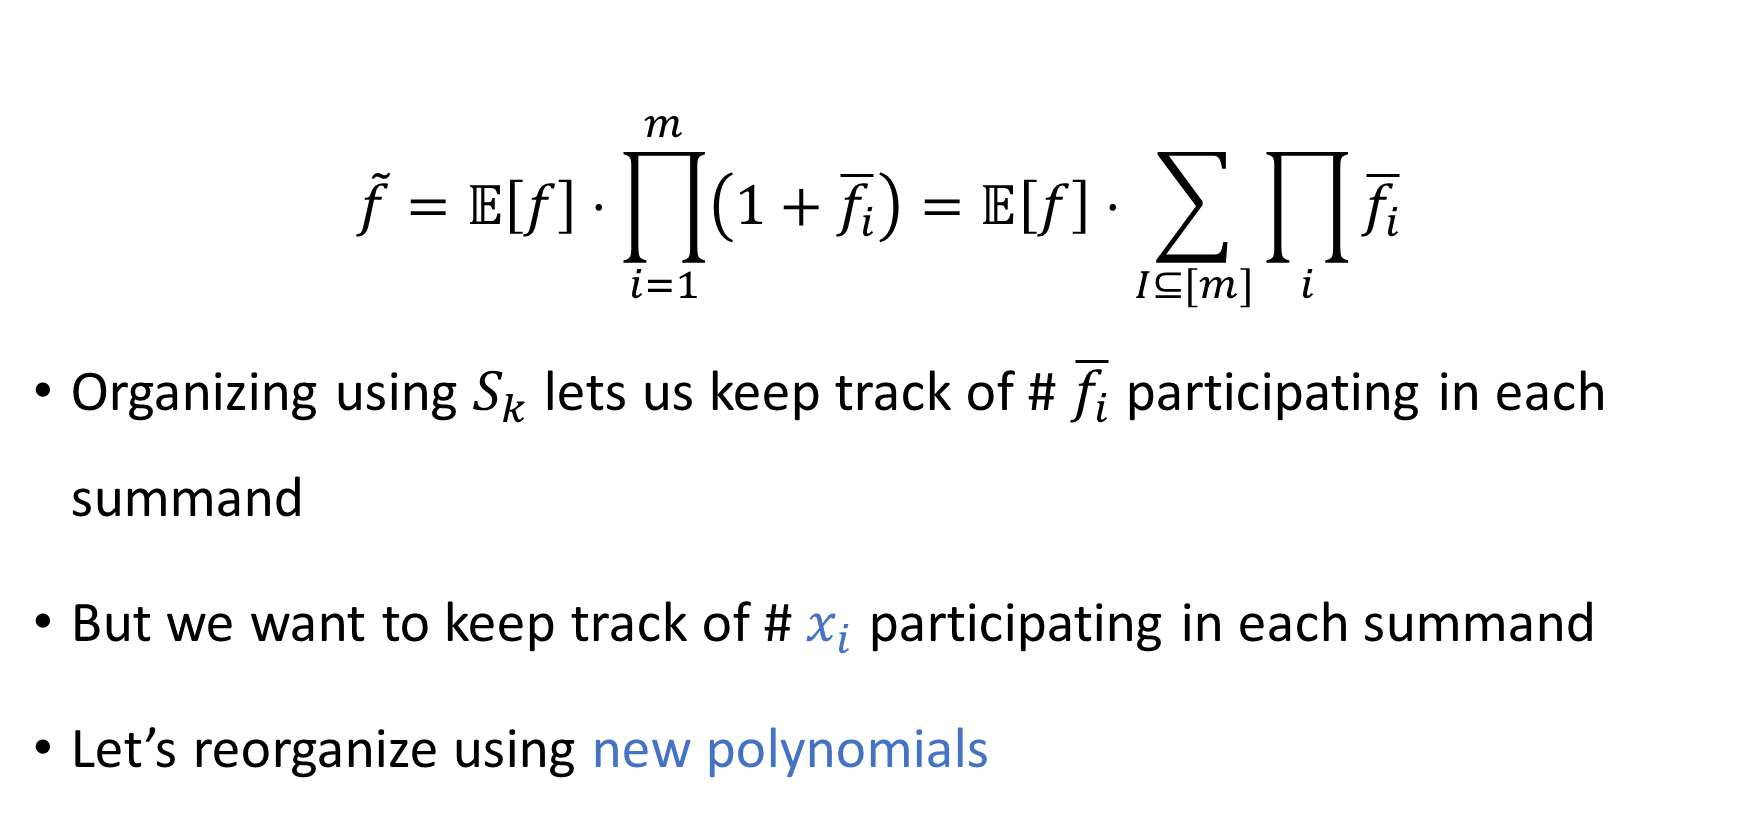 f̃ = 𝔼[f] · ∏_{i=1}^{m} (1 + f̅_i) = 𝔼[f] · ∑_{I⊆[m]} ∏_i f̅_i
• Organizing using S_k lets us keep track of # f̅_i participating in each
summand
• But we want to keep track of # x_i participating in each summand
• Let’s reorganize using new polynomials